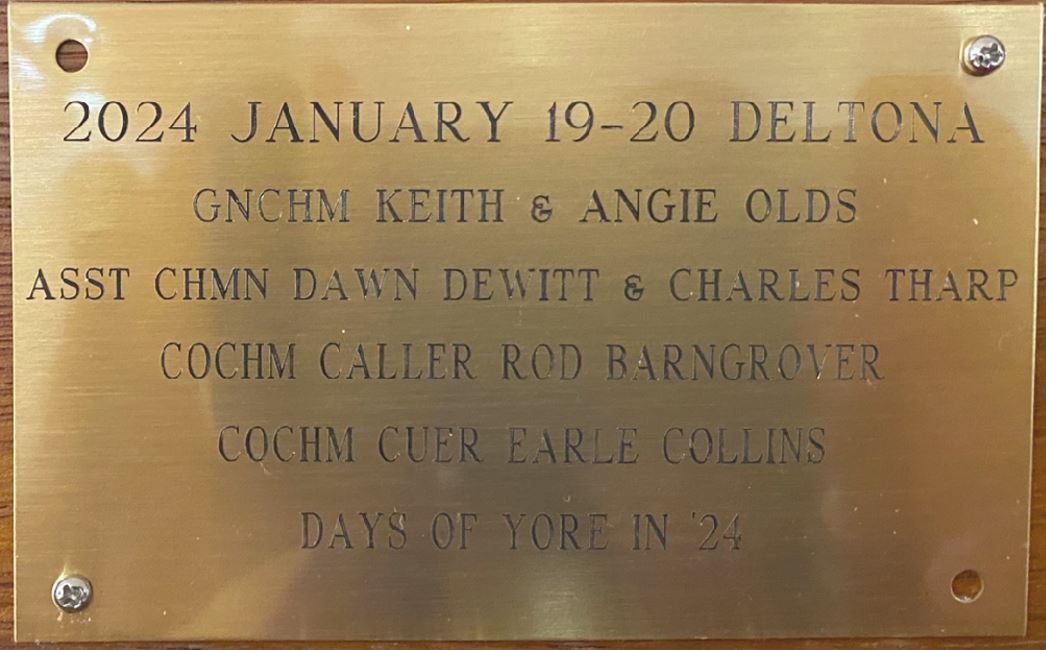 2024 JANUARY 19-20 DELTONA
GNCHM KEITH & ANGIE OLDS
ASST CHMN DAWN DEWITT & CHARLES THARP
COCHM CALLER ROD BARNGROVER
COCHM CUER EARLE COLLINS
DAYS OF YORE IN '24